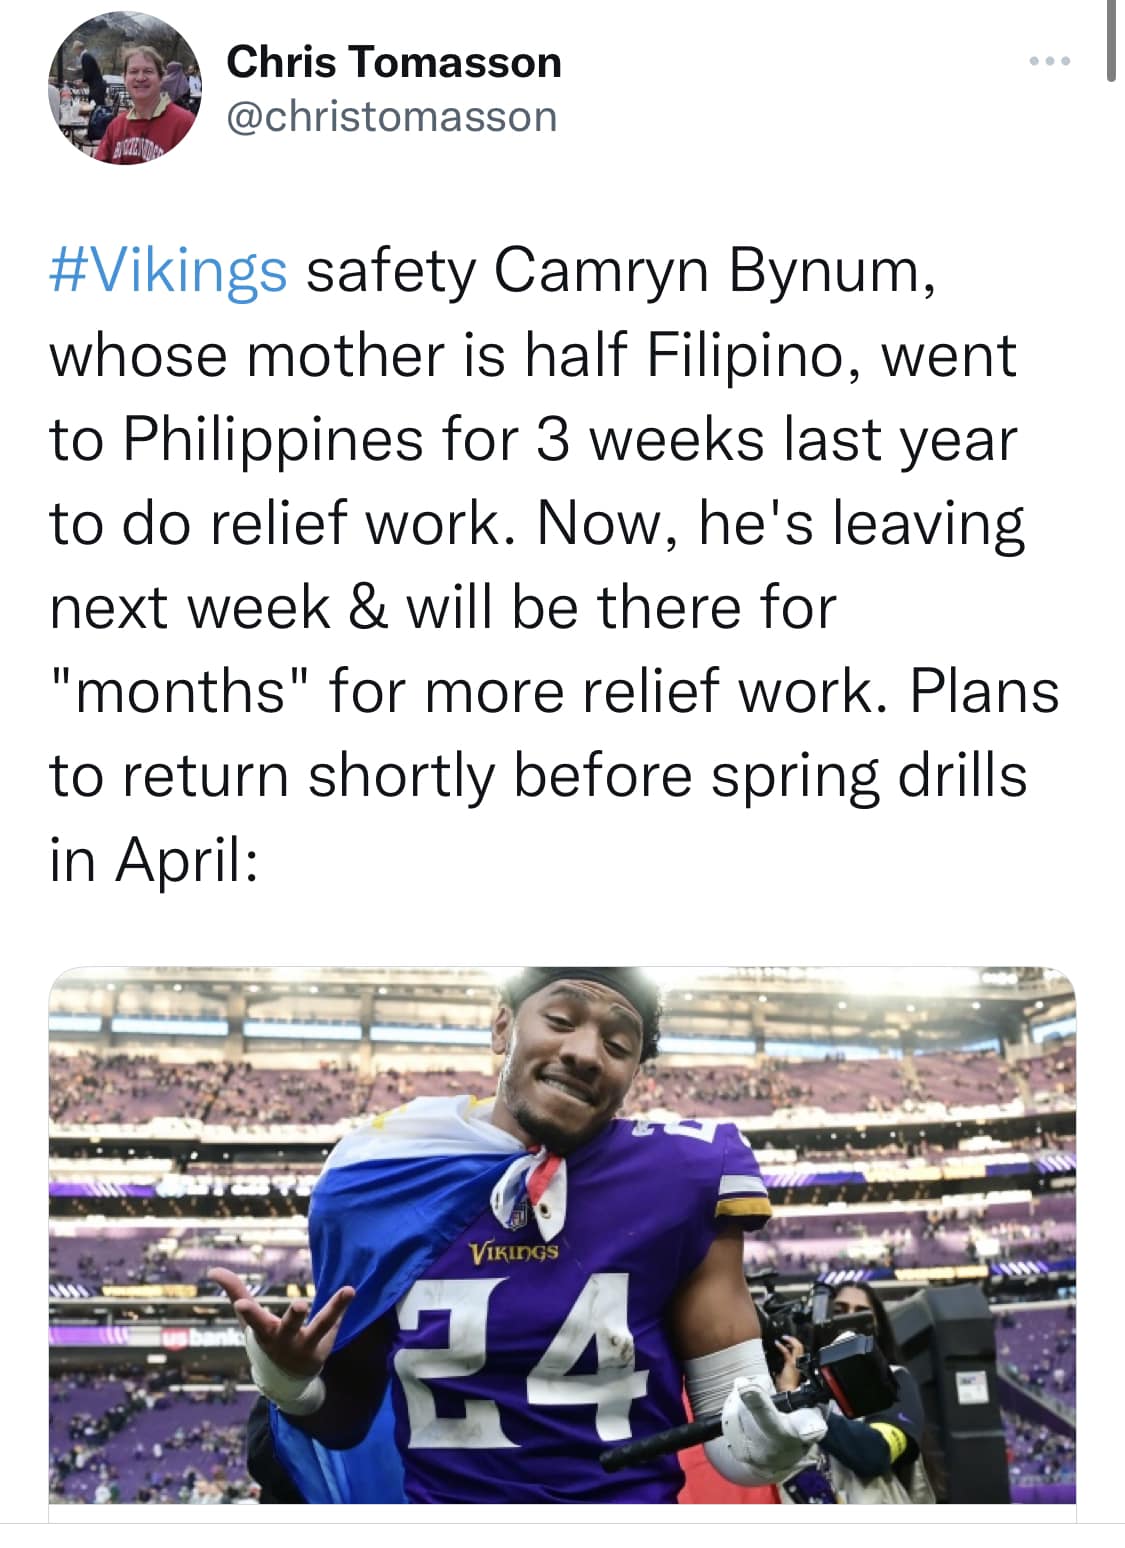 Chris Tomasson
@christomasson
#Vikings safety Camryn Bynum,
whose mother is half Filipino, went
to Philippines for 3 weeks last year
to do relief work. Now, he's leaving
next week & will be there for
"months" for more relief work. Plans
to return shortly before spring drills
in April:
VIKINGS
24
us bank